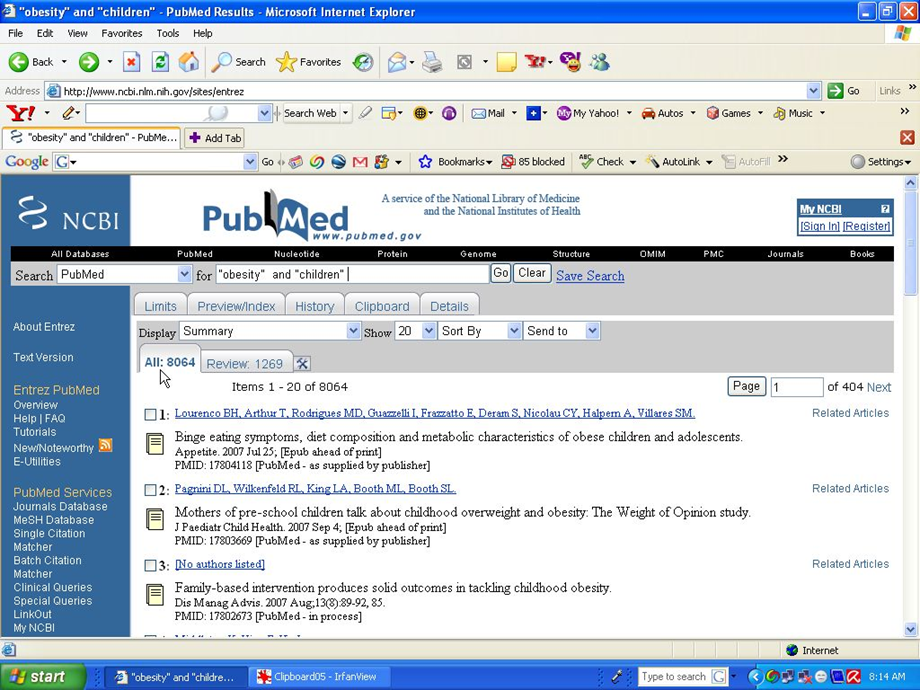 "obesity" and "children" - PubMed Results - Microsoft Internet Explorer
File Edit View Favorites Tools Help
Back Search Favorites
Address http://www.ncbi.nlm.nih.gov/sites/entrez Go Links »
Y! Search Web Mail My Yahoo! Autos Games Music »
"obesity" and "children" - PubMe... Add Tab
Google G Go Bookmarks 85 blocked Check AutoLink AutoFill » Settings
NCBI
PubMed
www.pubmed.gov
A service of the National Library of Medicine
and the National Institutes of Health
My NCBI ?
[Sign In] [Register]
All Databases PubMed Nucleotide Protein Genome Structure OMIM PMC Journals Books
Search PubMed for "obesity" and "children" Go Clear Save Search
Limits Preview/Index History Clipboard Details
Display Summary Show 20 Sort By Send to
All: 8064 Review: 1269
Items 1 - 20 of 8064 Page 1 of 404 Next
1: Lourenco BH, Arthur T, Rodrigues MD, Guazzelli I, Frazzatto E, Deram S, Nicolau CY, Halpern A, Villares SM. Related Articles
Binge eating symptoms, diet composition and metabolic characteristics of obese children and adolescents.
Appetite. 2007 Jul 25; [Epub ahead of print]
PMID: 17804118 [PubMed - as supplied by publisher]
2: Pagnini DL, Wilkenfeld RL, King LA, Booth ML, Booth SL. Related Articles
Mothers of pre-school children talk about childhood overweight and obesity: The Weight of Opinion study.
J Paediatr Child Health. 2007 Sep 4; [Epub ahead of print]
PMID: 17803669 [PubMed - as supplied by publisher]
3: [No authors listed] Related Articles
Family-based intervention produces solid outcomes in tackling childhood obesity.
Dis Manag Advis. 2007 Aug;13(8):89-92, 85.
PMID: 17802673 [PubMed - in process]
About Entrez
Text Version
Entrez PubMed
Overview
Help | FAQ
Tutorials
New/Noteworthy
E-Utilities
PubMed Services
Journals Database
MeSH Database
Single Citation
Matcher
Batch Citation
Matcher
Clinical Queries
Special Queries
LinkOut
My NCBI
Internet
start "obesity" and "childre... Clipboard05 - IrfanView Type to search 8:14 AM